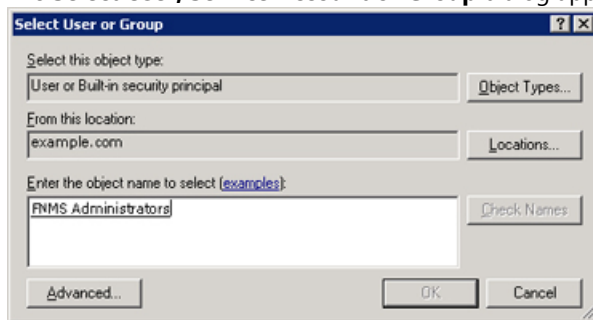 Select User or Group
Select this object type:
User or Built-in security principal
Object Types...
From this location:
example.com
Locations...
Enter the object name to select (examples):
FNMS Administrators
Check Names
Advanced...
OK
Cancel